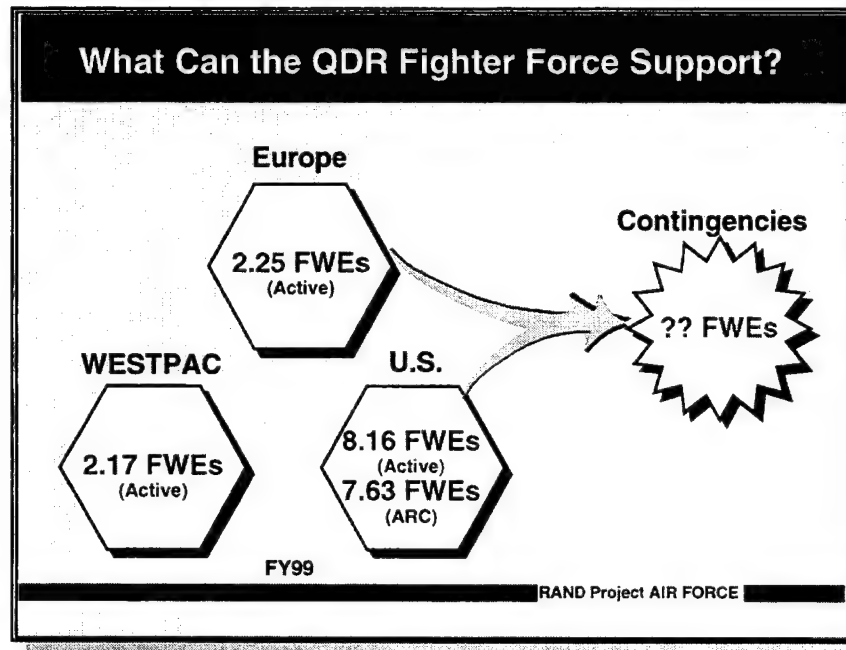 What Can the QDR Fighter Force Support?
Europe
2.25 FWEs
(Active)
Contingencies
?? FWEs
WESTPAC
2.17 FWEs
(Active)
U.S.
8.16 FWEs
(Active)
7.63 FWEs
(ARC)
FY99
RAND Project AIR FORCE